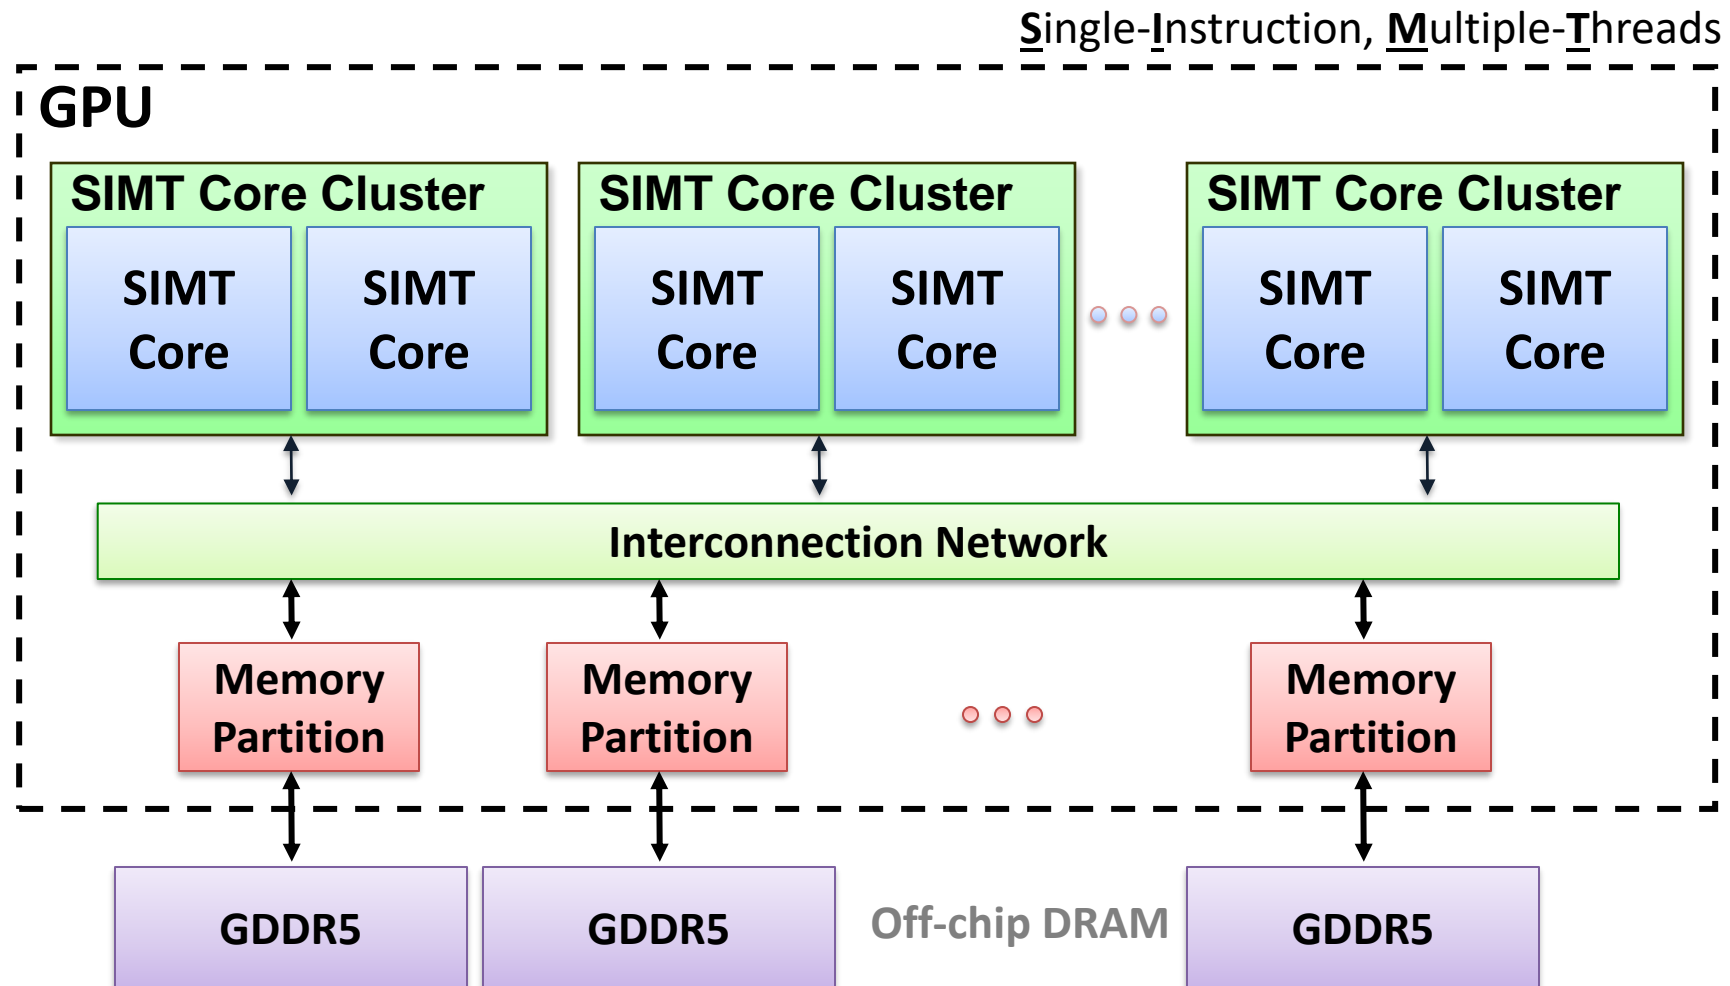 Single-Instruction, Multiple-Threads
GPU
SIMT Core Cluster
SIMT
Core
SIMT
Core
SIMT Core Cluster
SIMT
Core
SIMT
Core
SIMT Core Cluster
SIMT
Core
SIMT
Core
Interconnection Network
Memory
Partition
Memory
Partition
Memory
Partition
GDDR5
GDDR5
Off-chip DRAM
GDDR5